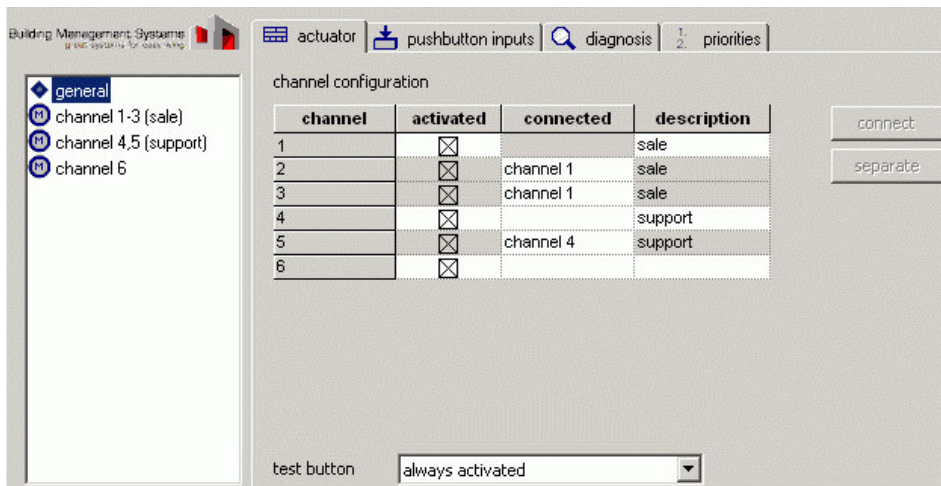 Building Management Systems
great systems for easy living
actuator
pushbutton inputs
diagnosis
1.
2.
priorities
general
M channel 1-3 (sale)
M channel 4,5 (support)
M channel 6
channel configuration
channel activated connected description
1 sale
2 channel 1 sale
3 channel 1 sale
4 support
5 channel 4 support
6
connect
separate
test button always activated